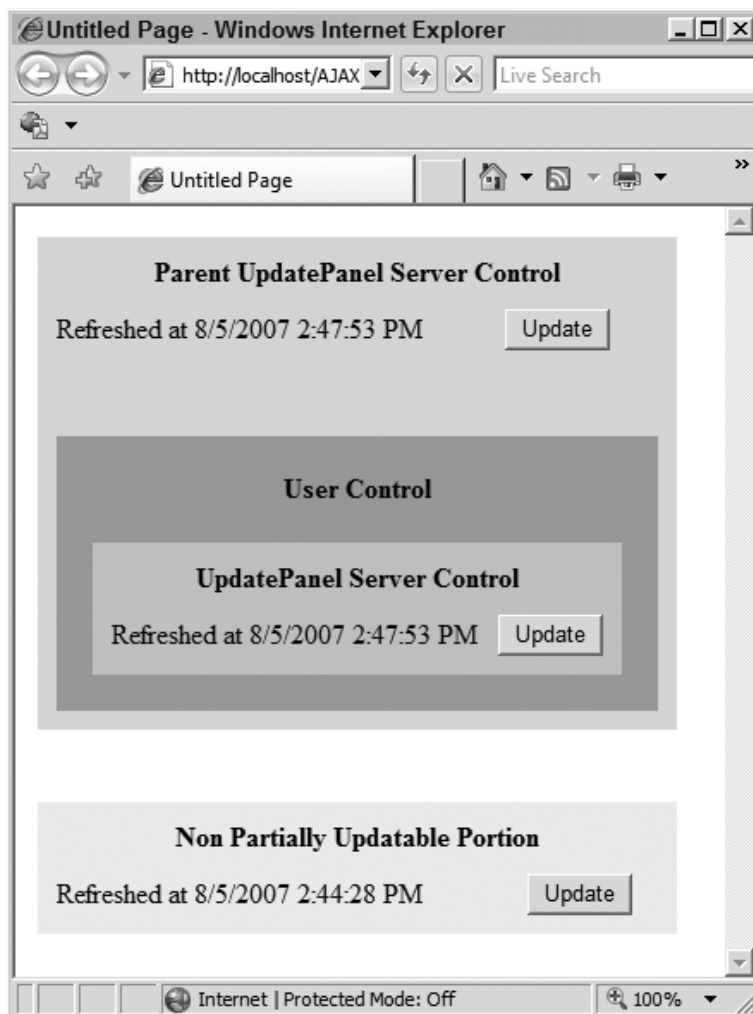 Untitled Page - Windows Internet Explorer
http://localhost/AJAX
Live Search
Untitled Page
Parent UpdatePanel Server Control
Refreshed at 8/5/2007 2:47:53 PM Update
User Control
UpdatePanel Server Control
Refreshed at 8/5/2007 2:47:53 PM Update
Non Partially Updatable Portion
Refreshed at 8/5/2007 2:44:28 PM Update
Internet | Protected Mode: Off 100%